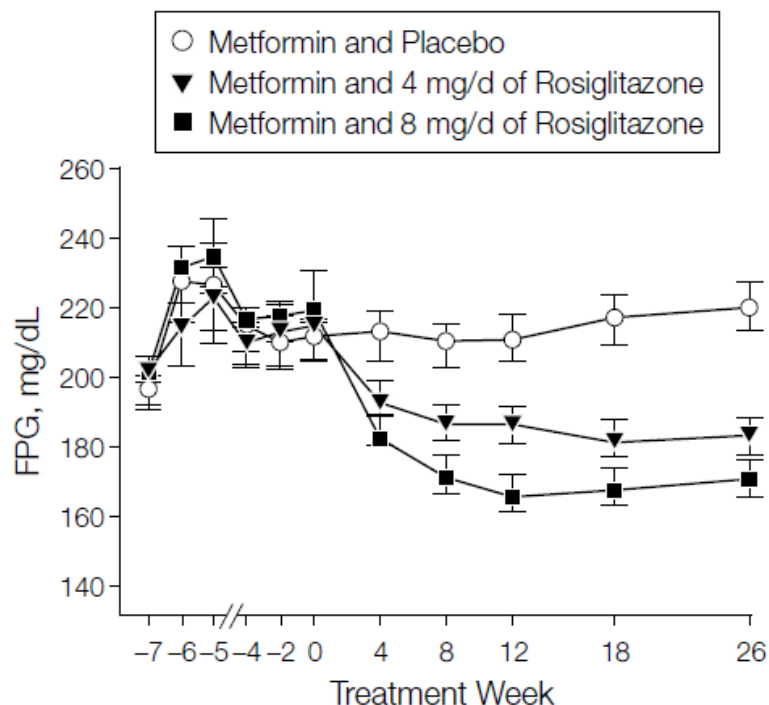 Metformin and Placebo
Metformin and 4 mg/d of Rosiglitazone
Metformin and 8 mg/d of Rosiglitazone
260
240
220
200
180
160
140
FPG, mg/dL
–7 –6 –5 –4 –2 0 4 8 12 18 26
Treatment Week